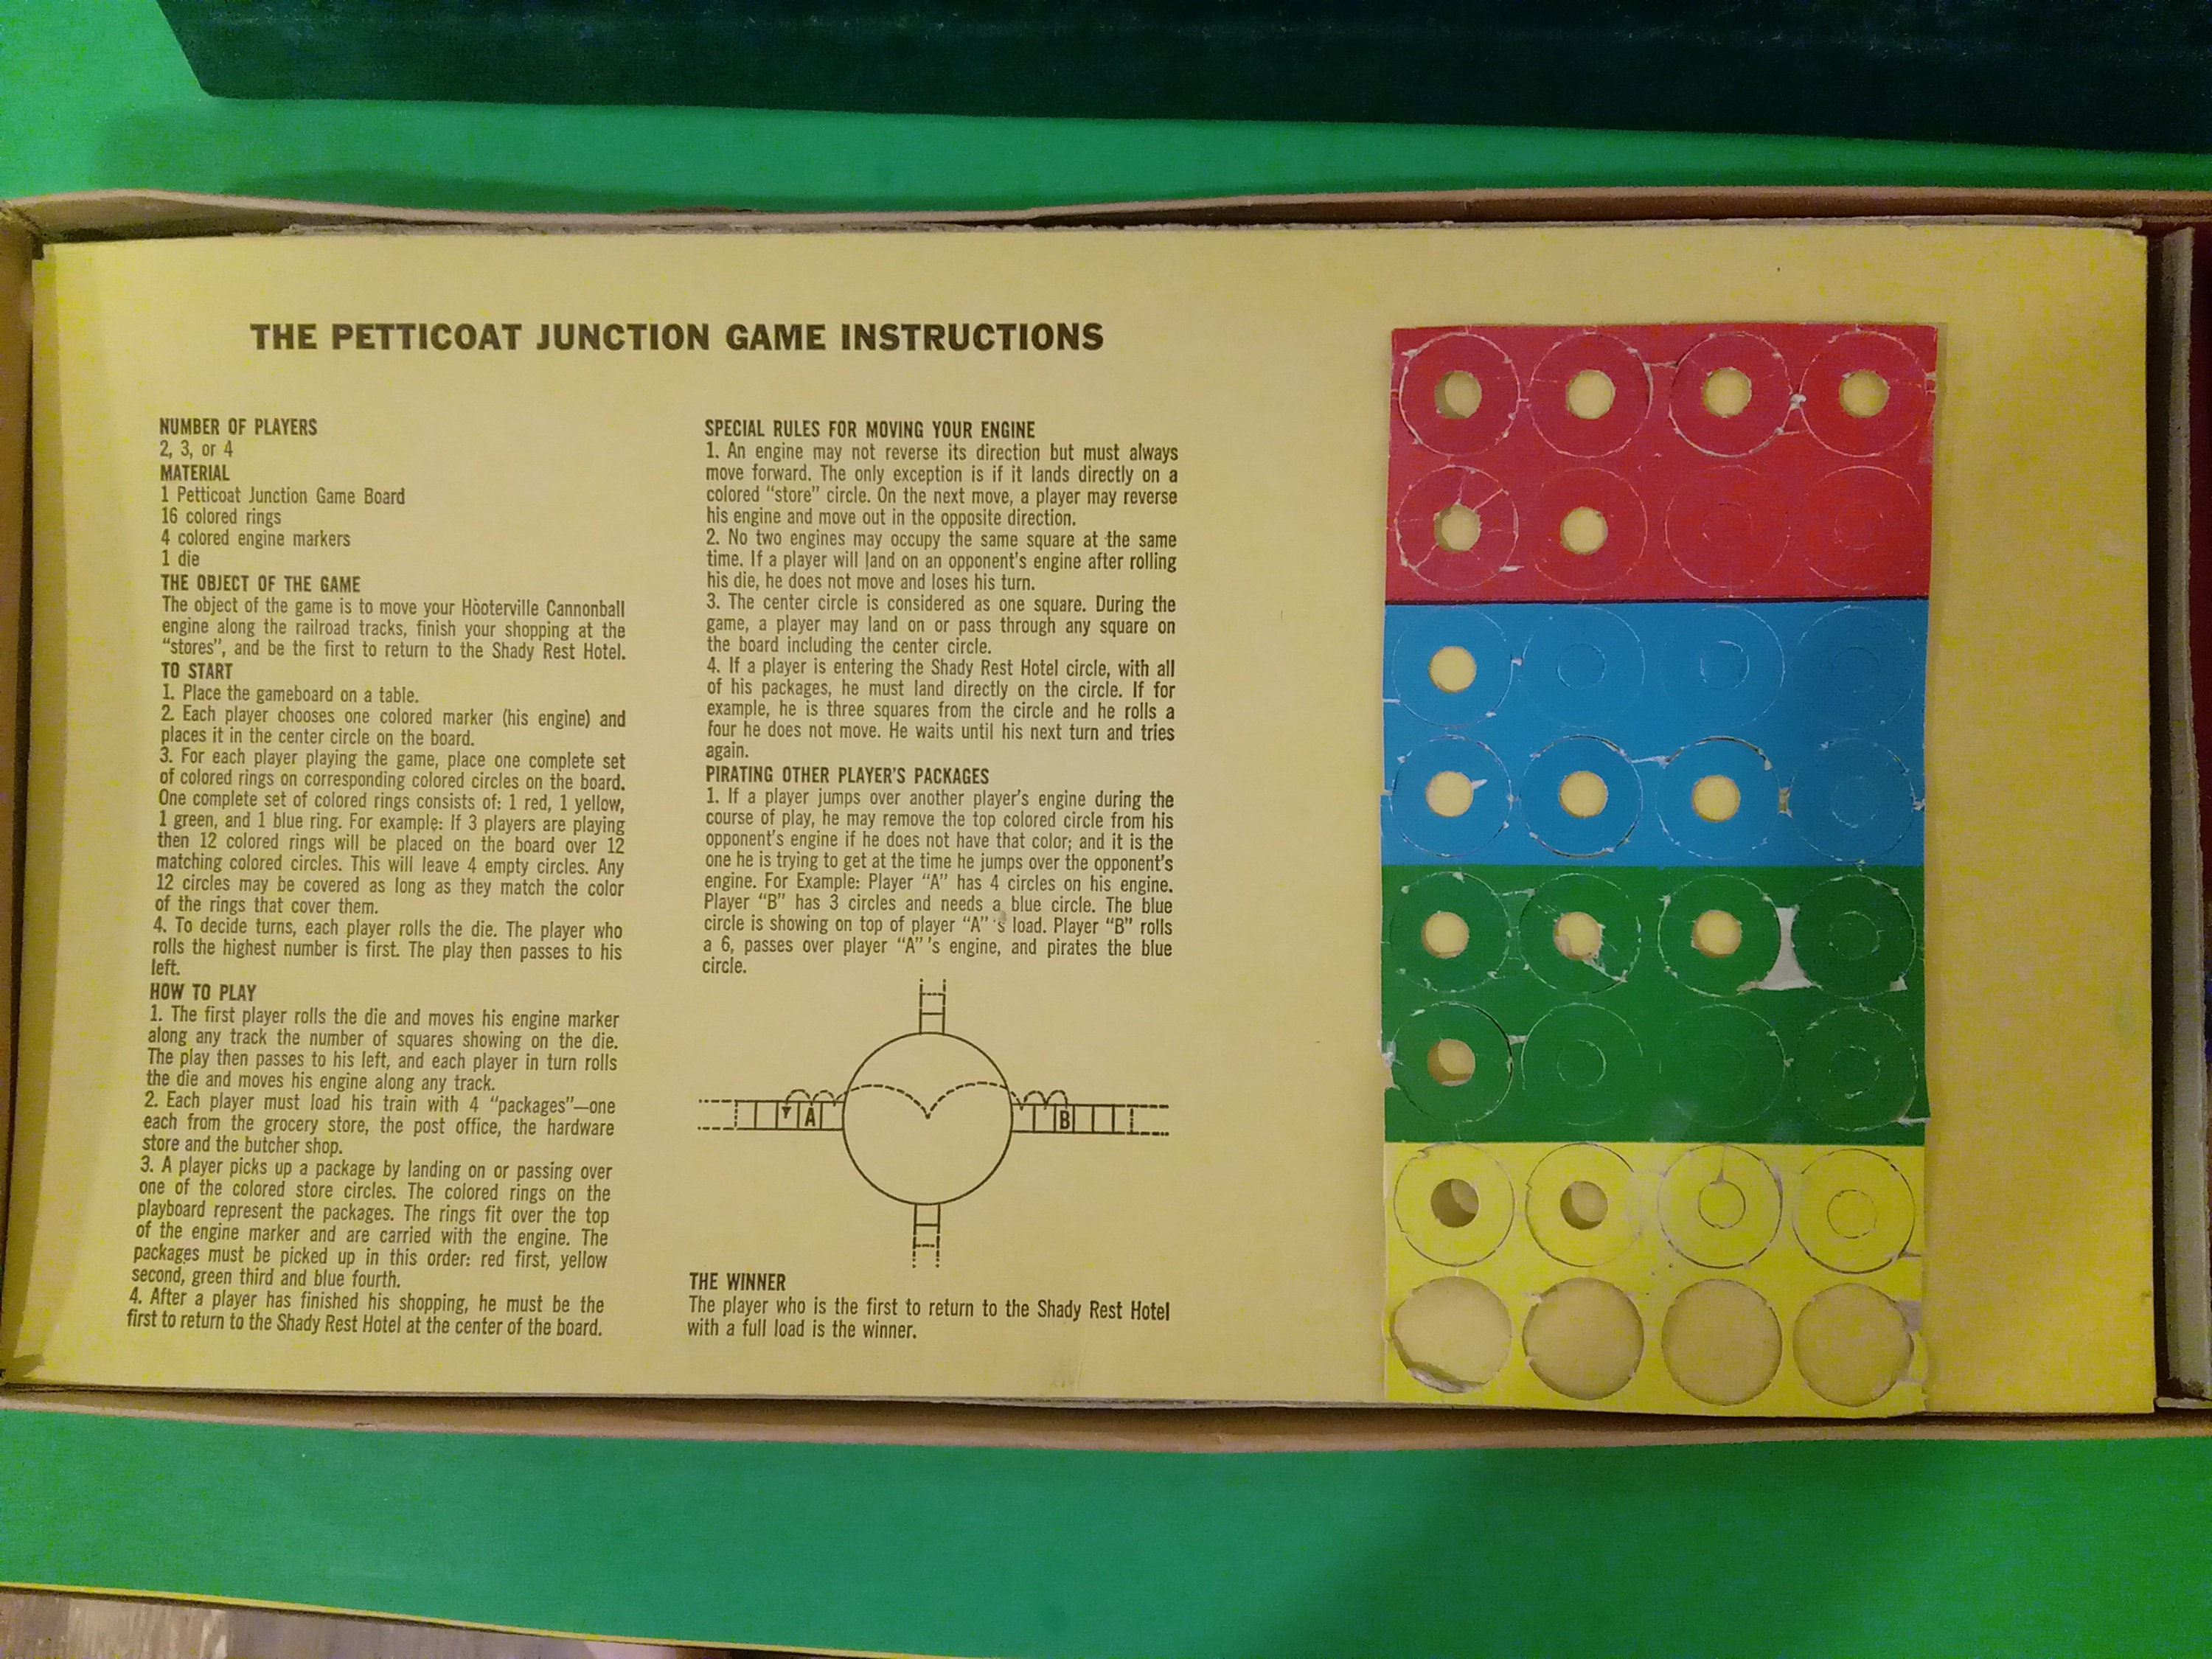 THE PETTICOAT JUNCTION GAME INSTRUCTIONS
NUMBER OF PLAYERS
2, 3, or 4
MATERIAL
1 Petticoat Junction Game Board
16 colored rings
4 colored engine markers
1 die
THE OBJECT OF THE GAME
The object of the game is to move your Hooterville Cannonball
engine along the railroad tracks, finish your shopping at the
“stores”, and be the first to return to the Shady Rest Hotel.
TO START
1. Place the gameboard on a table.
2. Each player chooses one colored marker (his engine) and
places it in the center circle on the board.
3. For each player playing the game, place one complete set
of colored rings on corresponding colored circles on the board.
One complete set of colored rings consists of: 1 red, 1 yellow,
1 green, and 1 blue ring. For example: If 3 players are playing
then 12 colored rings will be placed on the board over 12
matching colored circles. This will leave 4 empty circles. Any
12 circles may be covered as long as they match the color
of the rings that cover them.
4. To decide turns, each player rolls the die. The player who
rolls the highest number is first. The play then passes to his
left.
HOW TO PLAY
1. The first player rolls the die and moves his engine marker
along any track the number of squares showing on the die.
The play then passes to his left, and each player in turn rolls
the die and moves his engine along any track.
2. Each player must load his train with 4 “packages”—one
each from the grocery store, the post office, the hardware
store and the butcher shop.
3. A player picks up a package by landing on or passing over
one of the colored store circles. The colored rings on the
playboard represent the packages. The rings fit over the top
of the engine marker and are carried with the engine. The
packages must be picked up in this order: red first, yellow
second, green third and blue fourth.
4. After a player has finished his shopping, he must be the
first to return to the Shady Rest Hotel at the center of the board.
SPECIAL RULES FOR MOVING YOUR ENGINE
1. An engine may not reverse its direction but must always
move forward. The only exception is if it lands directly on a
colored “store” circle. On the next move, a player may reverse
his engine and move out in the opposite direction.
2. No two engines may occupy the same square at the same
time. If a player will land on an opponent's engine after rolling
his die, he does not move and loses his turn.
3. The center circle is considered as one square. During the
game, a player may land on or pass through any square on
the board including the center circle.
4. If a player is entering the Shady Rest Hotel circle, with all
of his packages, he must land directly on the circle. If for
example, he is three squares from the circle and he rolls a
four he does not move. He waits until his next turn and tries
again.
PIRATING OTHER PLAYER'S PACKAGES
1. If a player jumps over another player's engine during the
course of play, he may remove the top colored circle from his
opponent's engine if he does not have that color; and it is the
one he is trying to get at the time he jumps over the opponent's
engine. For Example: Player “A” has 4 circles on his engine.
Player “B” has 3 circles and needs a blue circle. The blue
circle is showing on top of player “A”'s load. Player “B” rolls
a 6, passes over player “A”'s engine, and pirates the blue
circle.
A
B
THE WINNER
The player who is the first to return to the Shady Rest Hotel
with a full load is the winner.